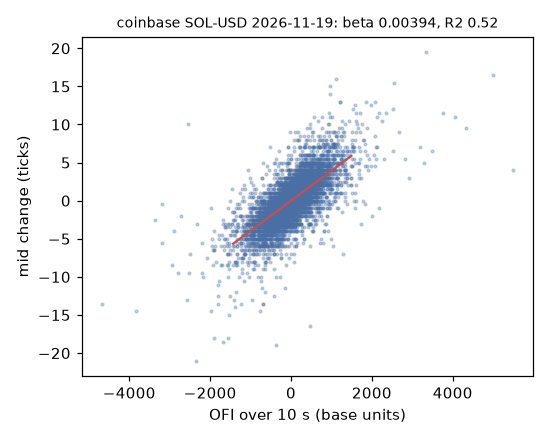 coinbase SOL-USD 2026-11-19: beta 0.00394, R2 0.52
20
15
10
5
0
−5
−10
−15
−20
mid change (ticks)
−4000 −2000 0 2000 4000
OFI over 10 s (base units)